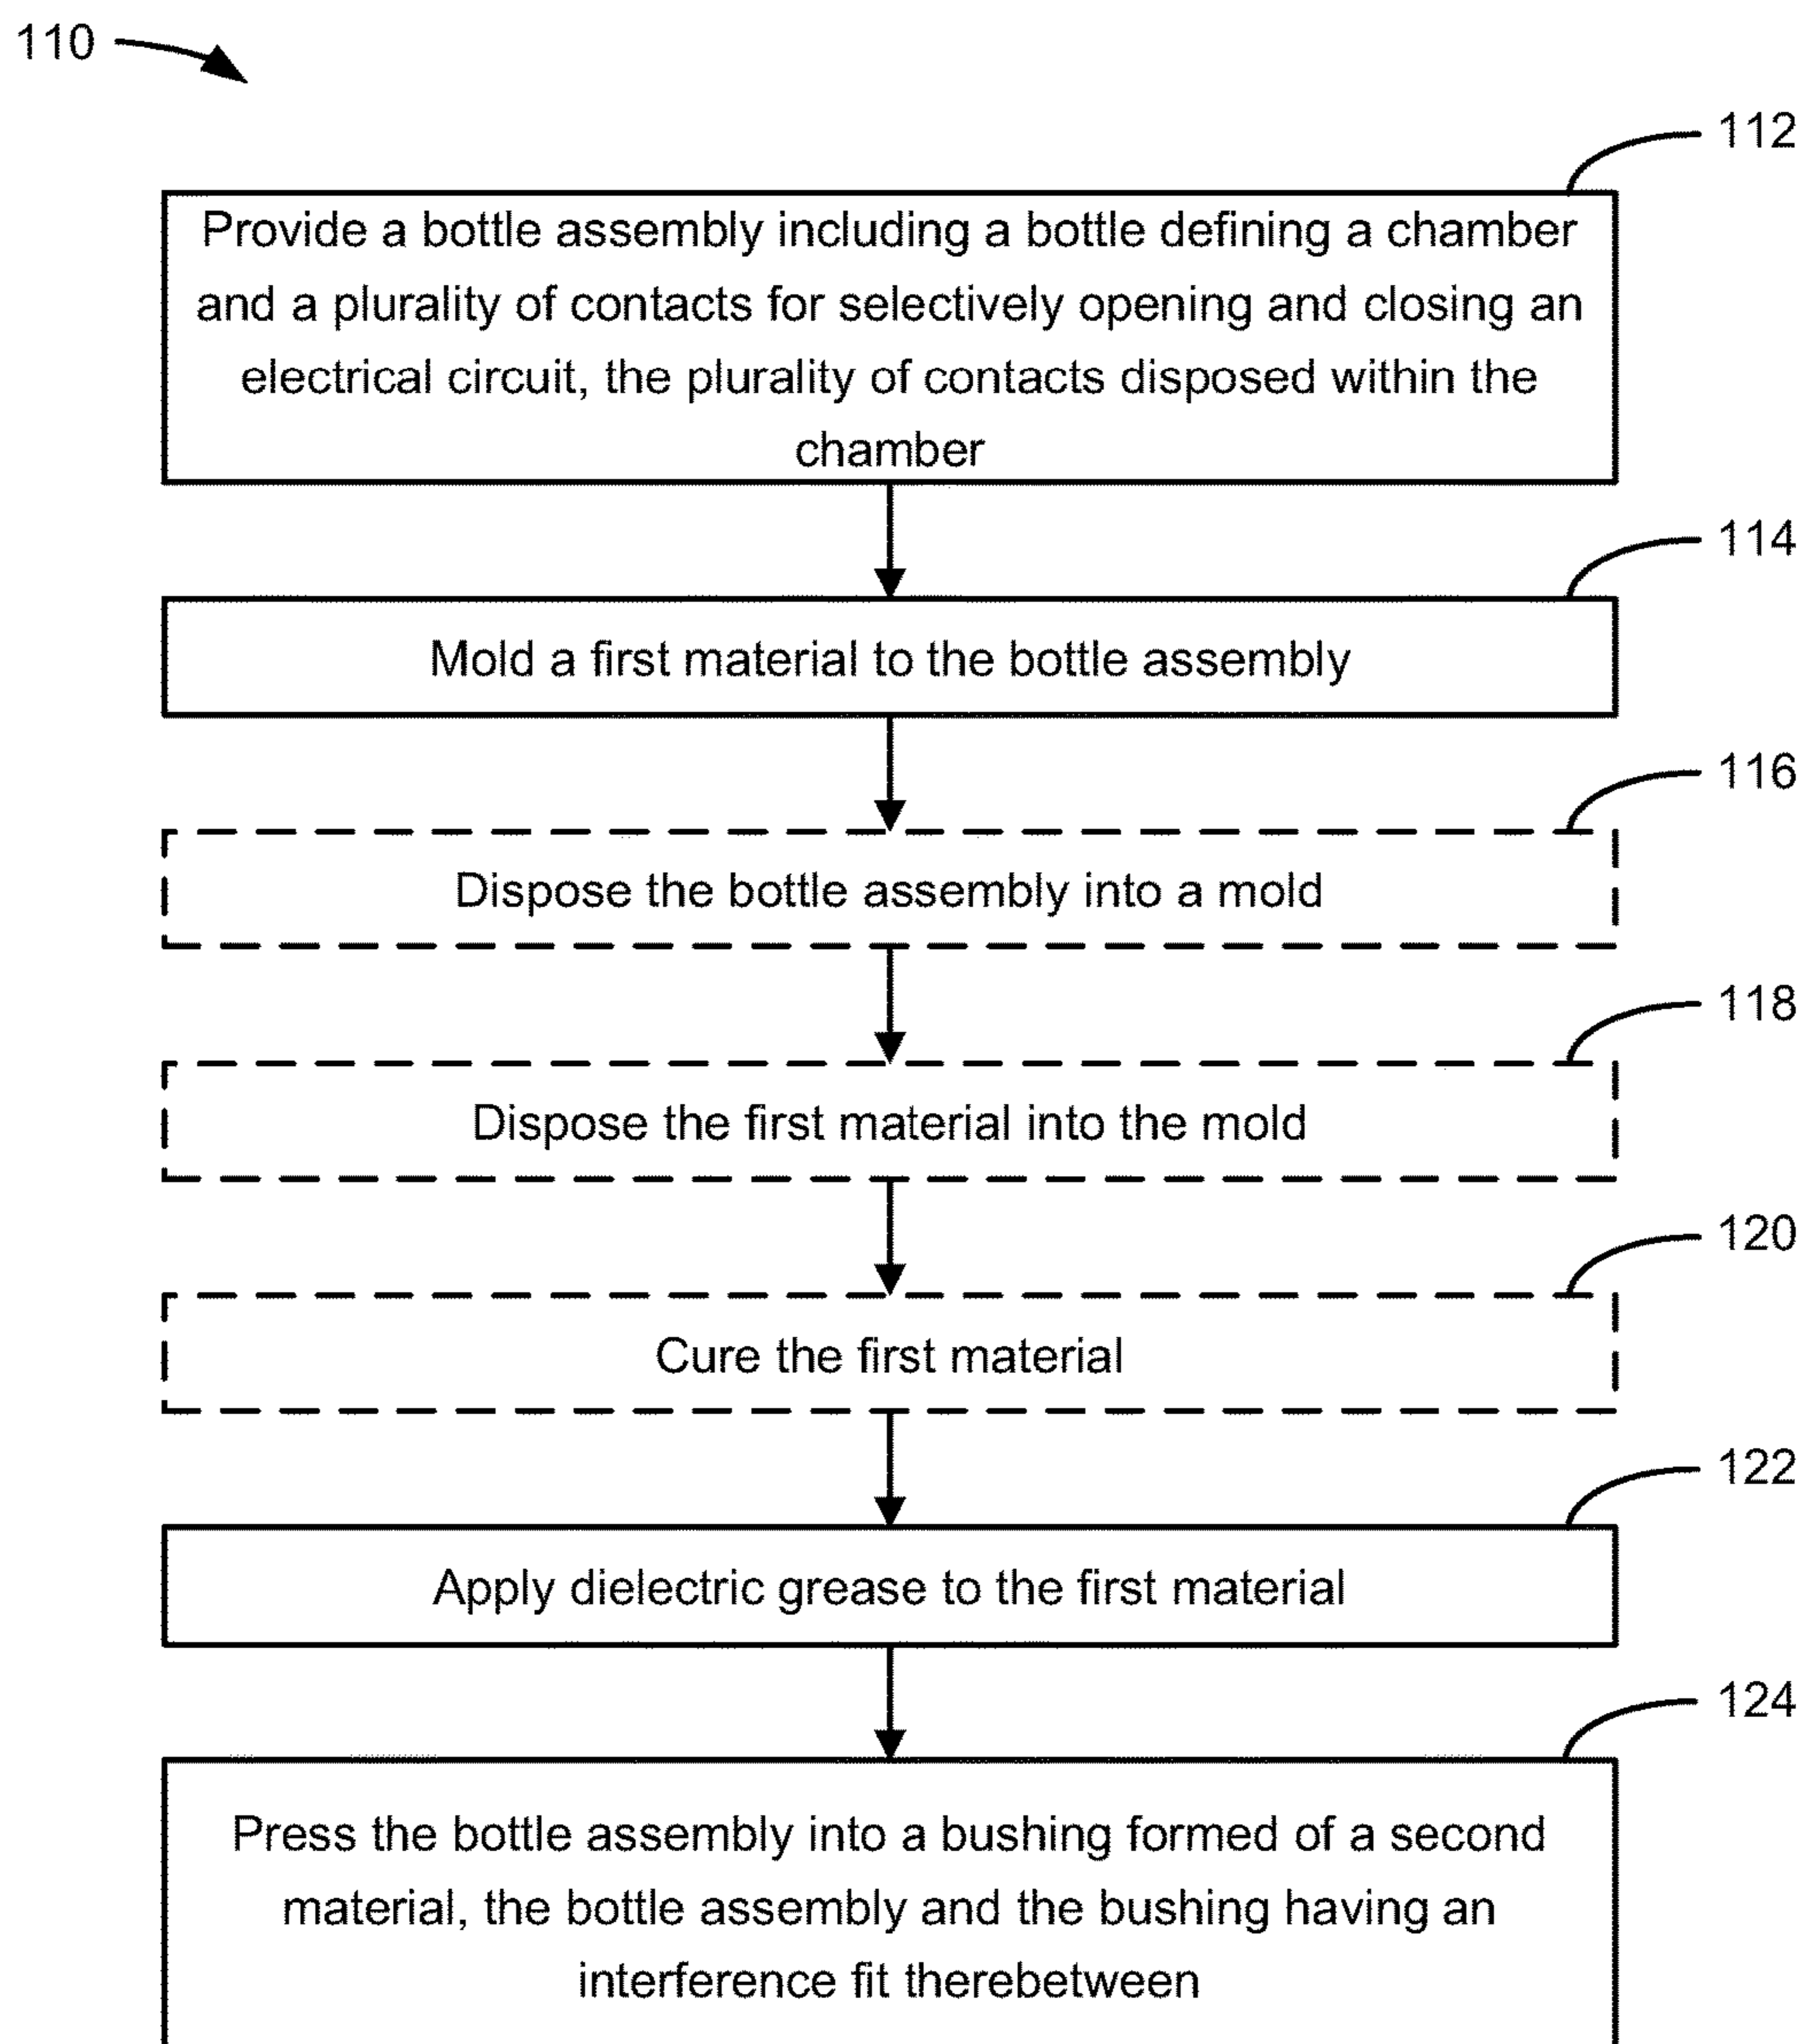 110
112
Provide a bottle assembly including a bottle defining a chamber
and a plurality of contacts for selectively opening and closing an
electrical circuit, the plurality of contacts disposed within the
chamber
114
Mold a first material to the bottle assembly
116
Dispose the bottle assembly into a mold
118
Dispose the first material into the mold
120
Cure the first material
122
Apply dielectric grease to the first material
124
Press the bottle assembly into a bushing formed of a second
material, the bottle assembly and the bushing having an
interference fit therebetween